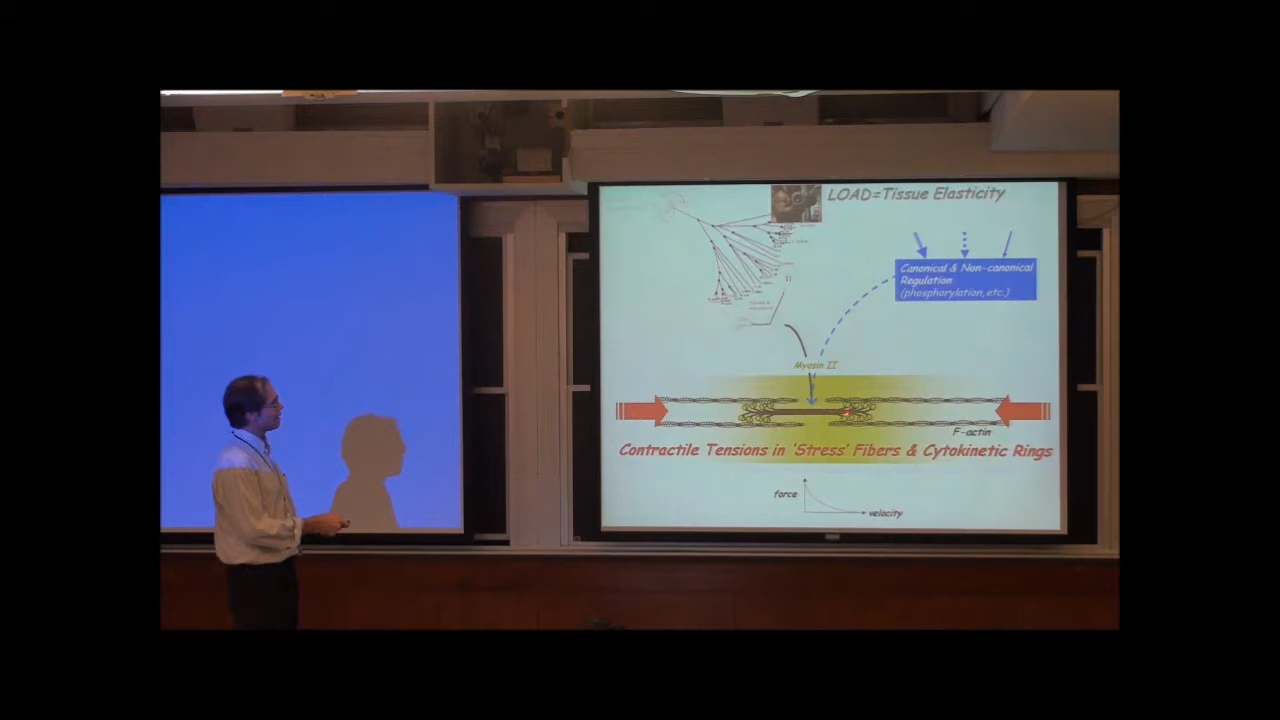 LOAD=Tissue Elasticity
Canonical & Non-canonical
Regulation
(phosphorylation, etc.)
II
Myosin II
F-actin
Contractile Tensions in 'Stress' Fibers & Cytokinetic Rings
force
velocity